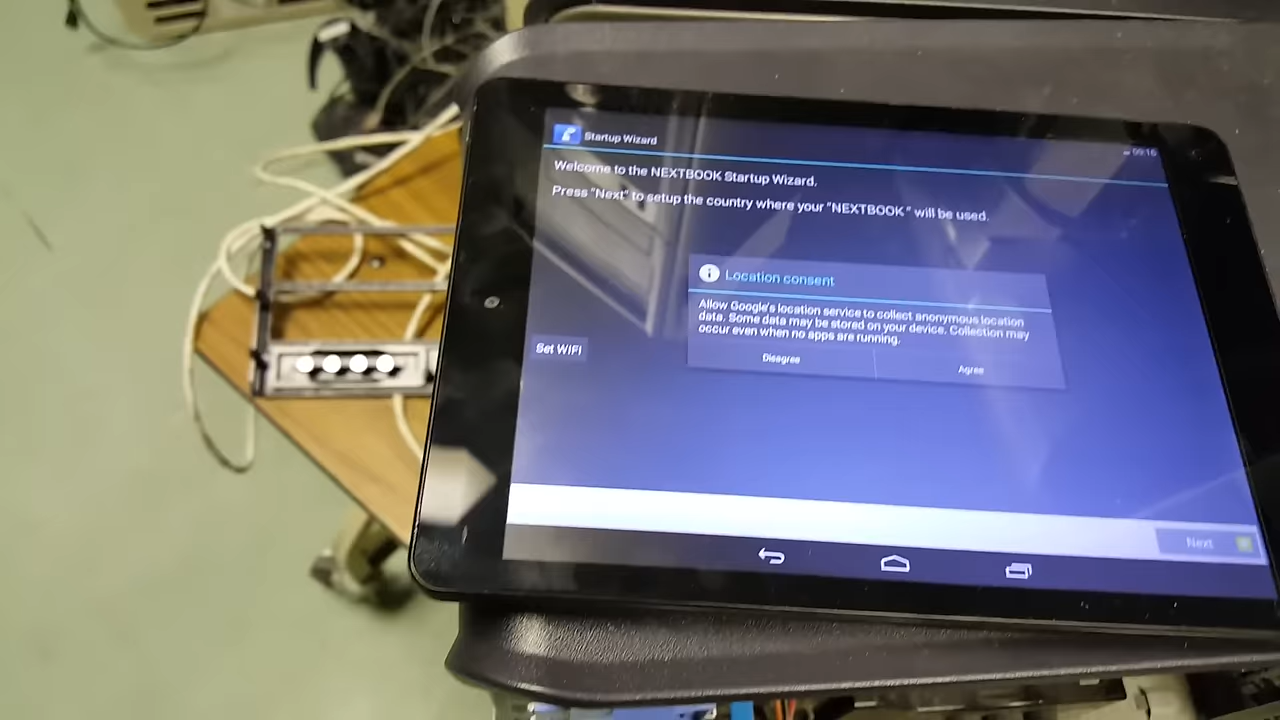 Startup Wizard
09:16
Welcome to the NEXTBOOK Startup Wizard.
Press "Next" to setup the country where your "NEXTBOOK" will be used.
Location consent
Allow Google's location service to collect anonymous location
data. Some data may be stored on your device. Collection may
occur even when no apps are running.
Disagree
Agree
Set WIFI
Next